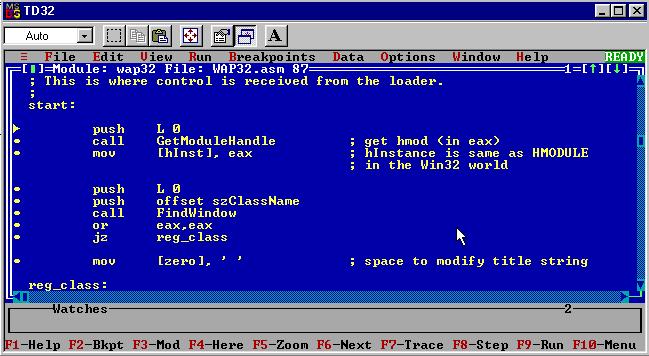 TD32
Auto
A
≡ File Edit View Run Breakpoints Data Options Window Help READY
[■]=Module: wap32 File: WAP32.asm 87 1=[↑][↓]
; This is where control is received from the loader.
;
start:
push L 0
call GetModuleHandle ; get hmod (in eax)
mov [hInst], eax ; hInstance is same as HMODULE
; in the Win32 world
push L 0
push offset szClassName
call FindWindow
or eax,eax
jz reg_class
mov [zero], ' ' ; space to modify title string
reg_class:
Watches 2
F1-Help F2-Bkpt F3-Mod F4-Here F5-Zoom F6-Next F7-Trace F8-Step F9-Run F10-Menu